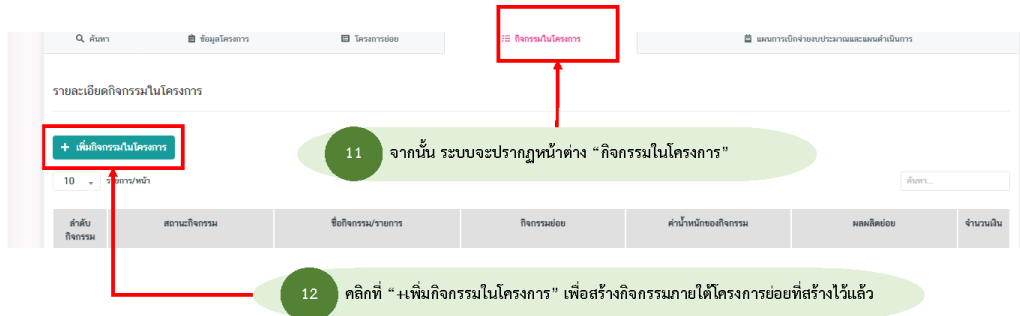 ค้นหา ข้อมูลโครงการ โครงการย่อย กิจกรรมในโครงการ แผนการเบิกจ่ายงบประมาณและแผนดำเนินการ
รายละเอียดกิจกรรมในโครงการ
+ เพิ่มกิจกรรมในโครงการ
11 จากนั้น ระบบจะปรากฏหน้าต่าง “กิจกรรมในโครงการ”
10 รายการ/หน้า ค้นหา...
ลำดับ สถานะกิจกรรม ชื่อกิจกรรม/รายการ กิจกรรมย่อย ค่าน้ำหนักของกิจกรรม ผลผลิตย่อย จำนวนเงิน
กิจกรรม
12 คลิกที่ “+เพิ่มกิจกรรมในโครงการ” เพื่อสร้างกิจกรรมภายใต้โครงการย่อยที่สร้างไว้แล้ว